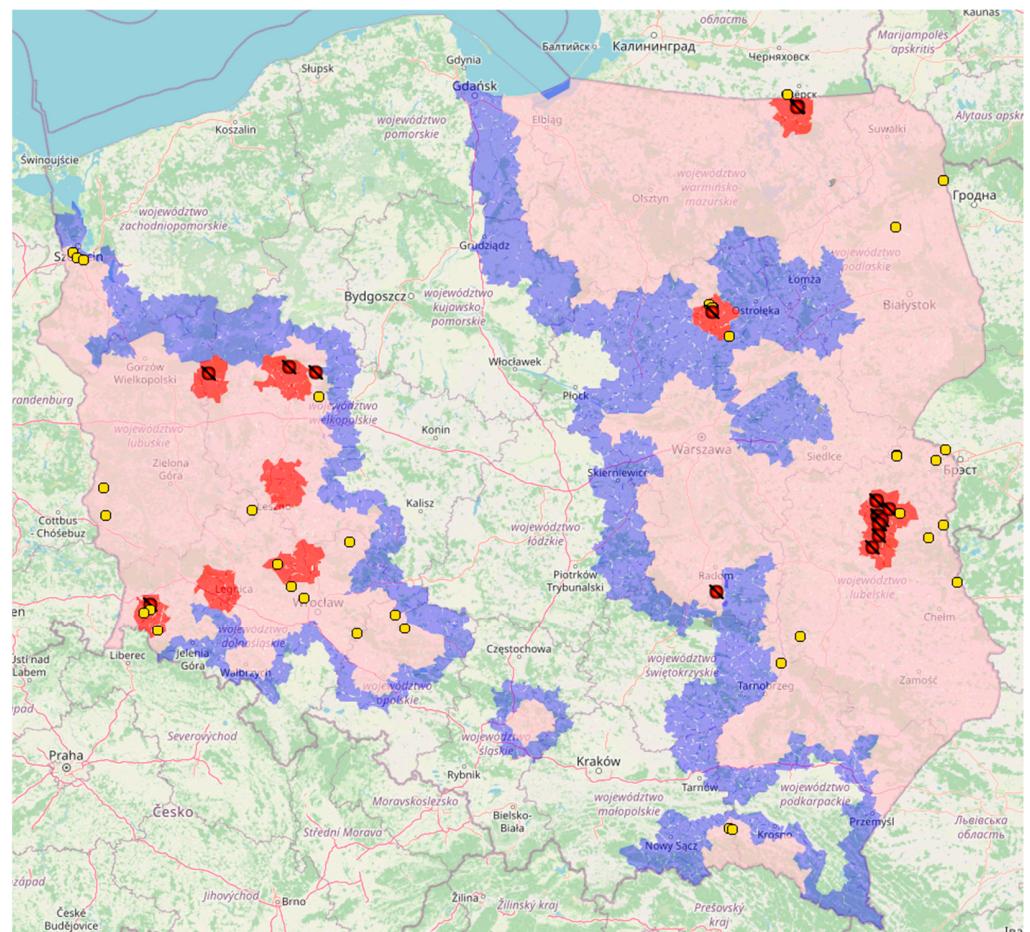 область
Kaunas
Балтийск
Калининград
Marijampolės
apskritis
Gdynia
Черняховск
Słupsk
Gdańsk
Elbląg
Suwałki
Alytaus apskr
województwo
pomorskie
Koszalin
Świnoujście
województwo
warmińsko-
mazurskie
Olsztyn
Гродна
województwo
zachodniopomorskie
Grudziądz
Łomża
Białystok
Bydgoszcz
województwo
kujawsko-
pomorskie
Ostrołęka
Włocławek
Gorzów
Wielkopolski
Płock
województwo
wielkopolskie
województwo
lubuskie
Konin
Warszawa
Siedlce
Брэст
Zielona
Góra
Skierniewice
Kalisz
Cottbus
Chóśebuz
województwo
łódzkie
Piotrków
Trybunalski
Radom
województwo
lubelskie
Legnica
Wrocław
Chełm
województwo
dolnośląskie
Liberec
Jelenia
Góra
Częstochowa
województwo
świętokrzyskie
Ústí nad
Labem
Wałbrzych
województwo
opolskie
Tarnobrzeg
Zamość
Severovýchod
województwo
śląskie
Praha
Kraków
Rybnik
Tarnów
województwo
podkarpackie
Moravskoslezsko
województwo
małopolskie
Česko
Bielsko-
Biała
Przemyśl
Львівська
область
Střední Morava
Krosno
Nowy Sącz
Jihovýchod
Brno
Žilina
Žilinský kraj
Prešovský
kraj
České
Budějovice